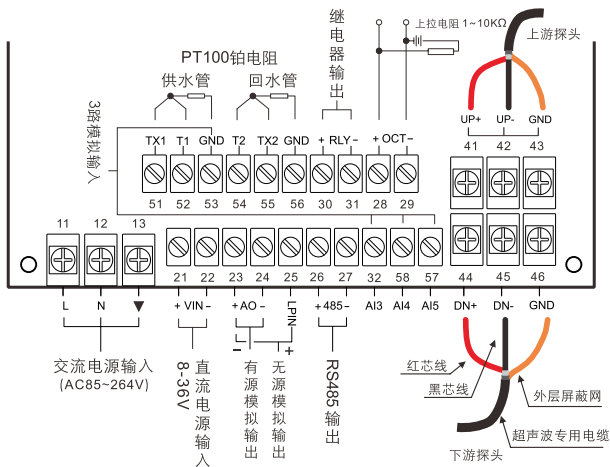 继电器输出
上拉电阻 1~10KΩ
上游探头
PT100铂电阻
供水管
回水管
3路模拟输入
TX1 T1 GND T2 TX2 GND + RLY - + OCT -
UP+ UP- GND
41 42 43
51 52 53 54 55 56 30 31 28 29
11 12 13
21 22 23 24 25 26 27 32 58 57
44 45 46
L N
+ VIN - + AO - LPIN + 485 - AI3 AI4 AI5
DN+ DN- GND
- +
交流电源输入
(AC85~264V)
直流电源输入
8-36V
有源模拟输出
无源模拟输出
RS485输出
红芯线
黑芯线
外层屏蔽网
超声波专用电缆
下游探头